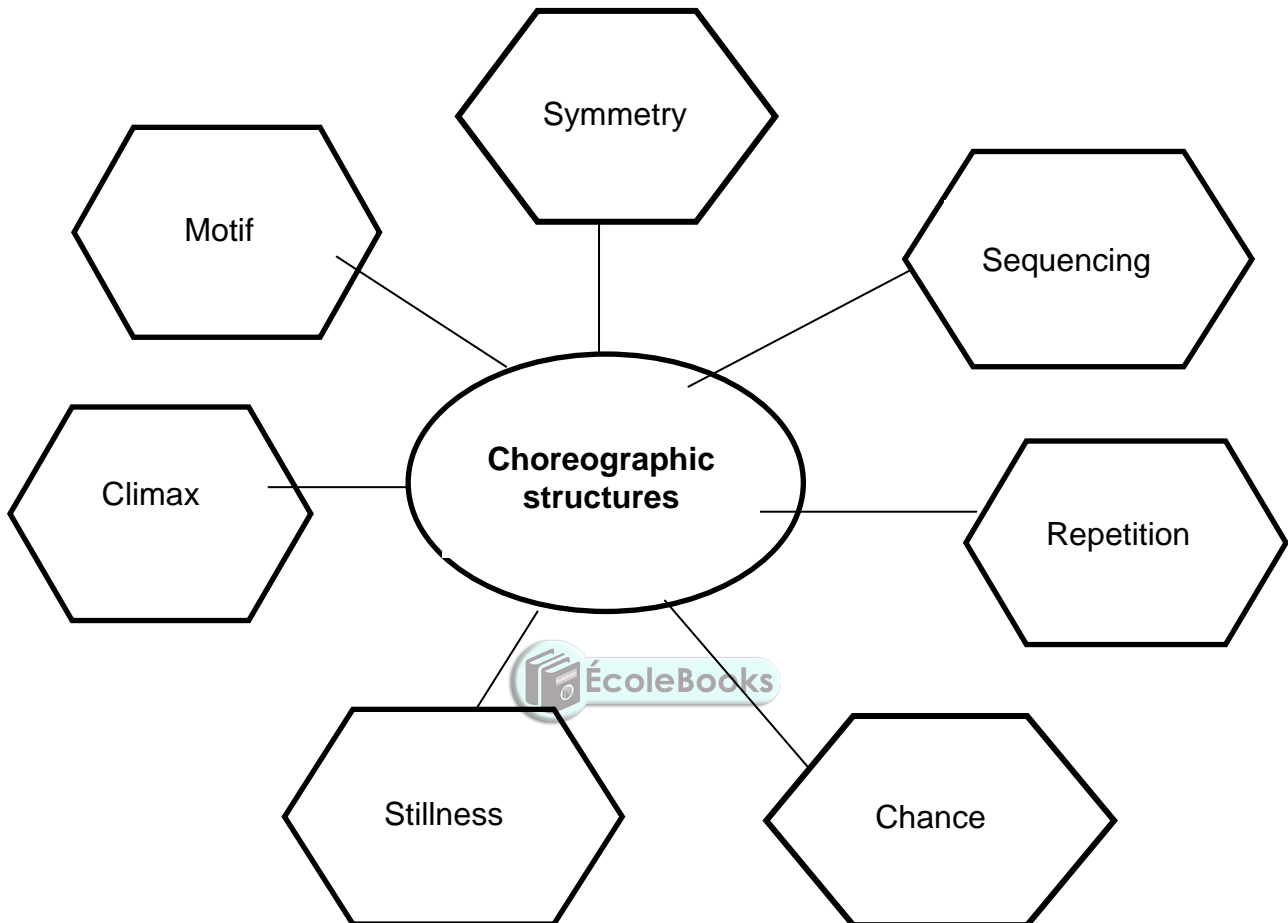 Symmetry
Motif
Sequencing
Choreographic
structures
Climax
Repetition
ÉcoleBooks
Stillness
Chance